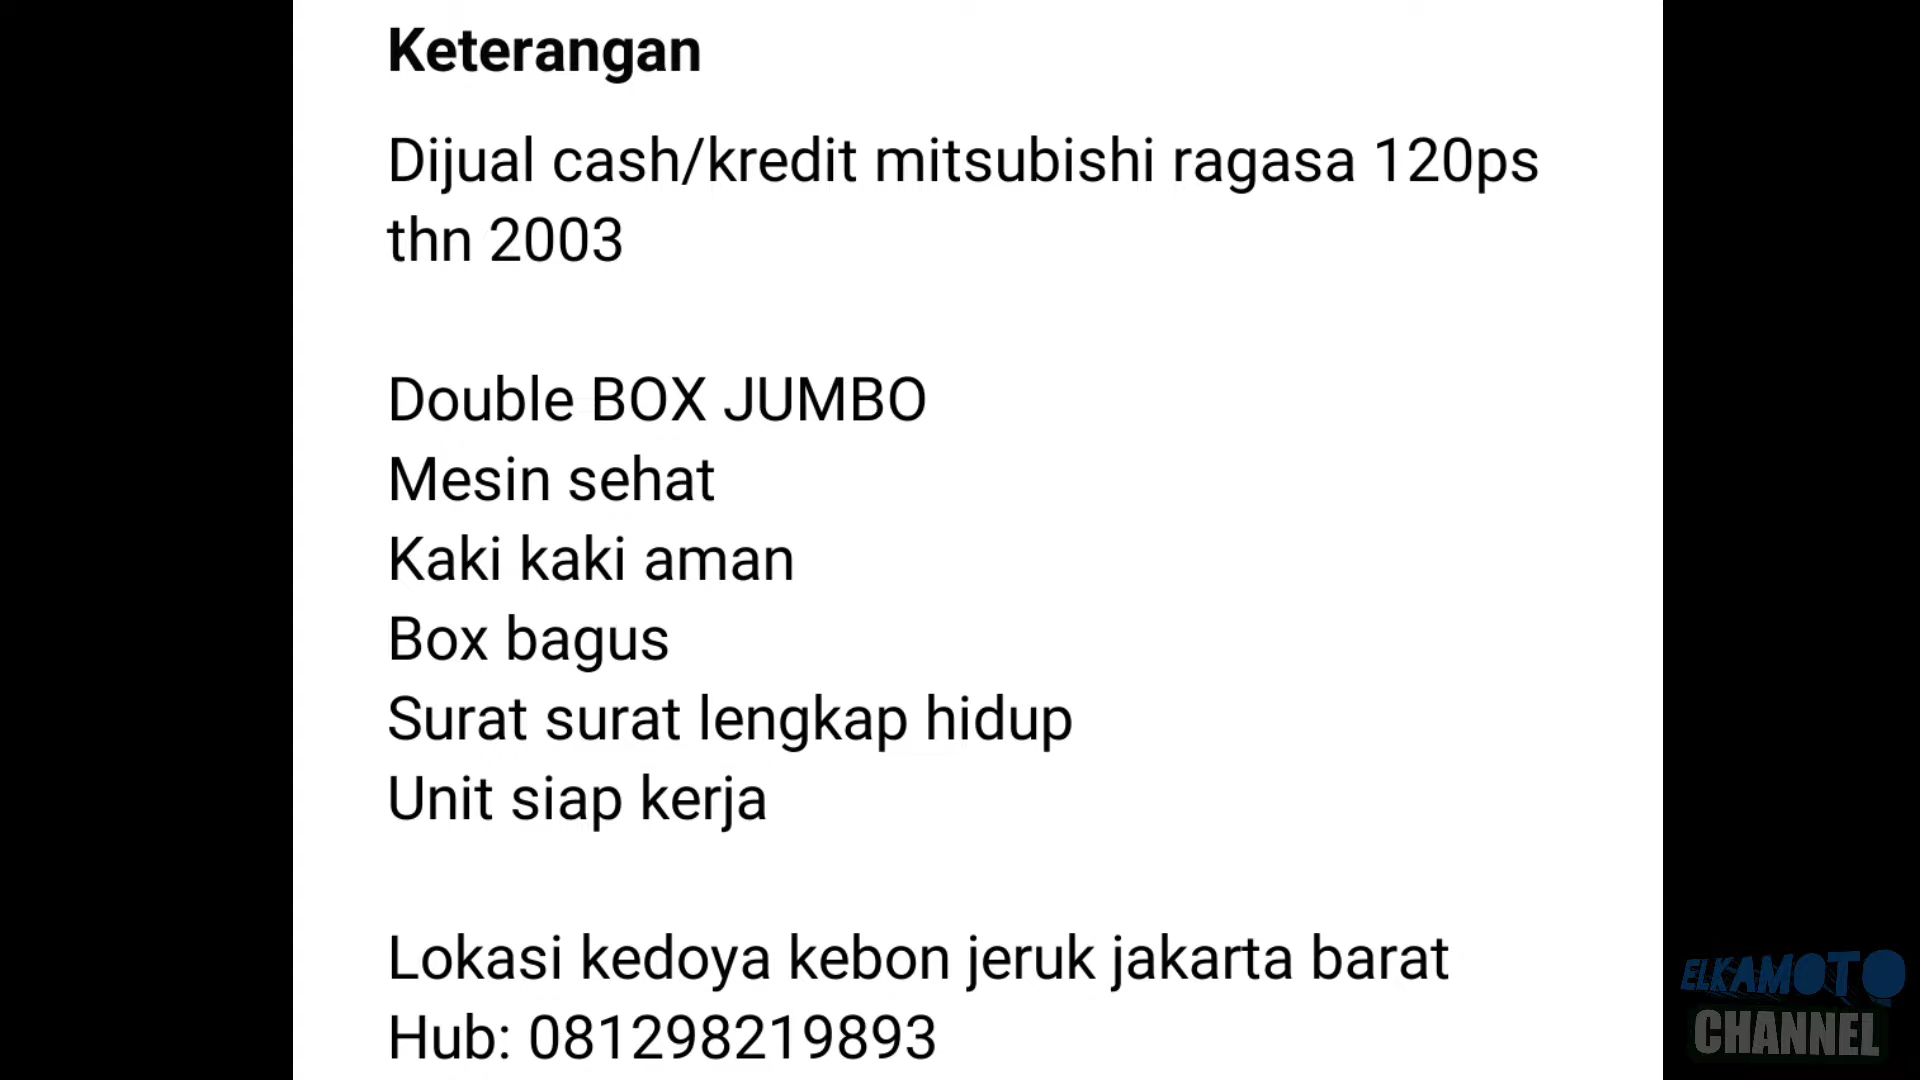 Keterangan
Dijual cash/kredit mitsubishi ragasa 120ps
thn 2003
Double BOX JUMBO
Mesin sehat
Kaki kaki aman
Box bagus
Surat surat lengkap hidup
Unit siap kerja
Lokasi kedoya kebon jeruk jakarta barat
Hub: 081298219893
ELKAMOTO
CHANNEL